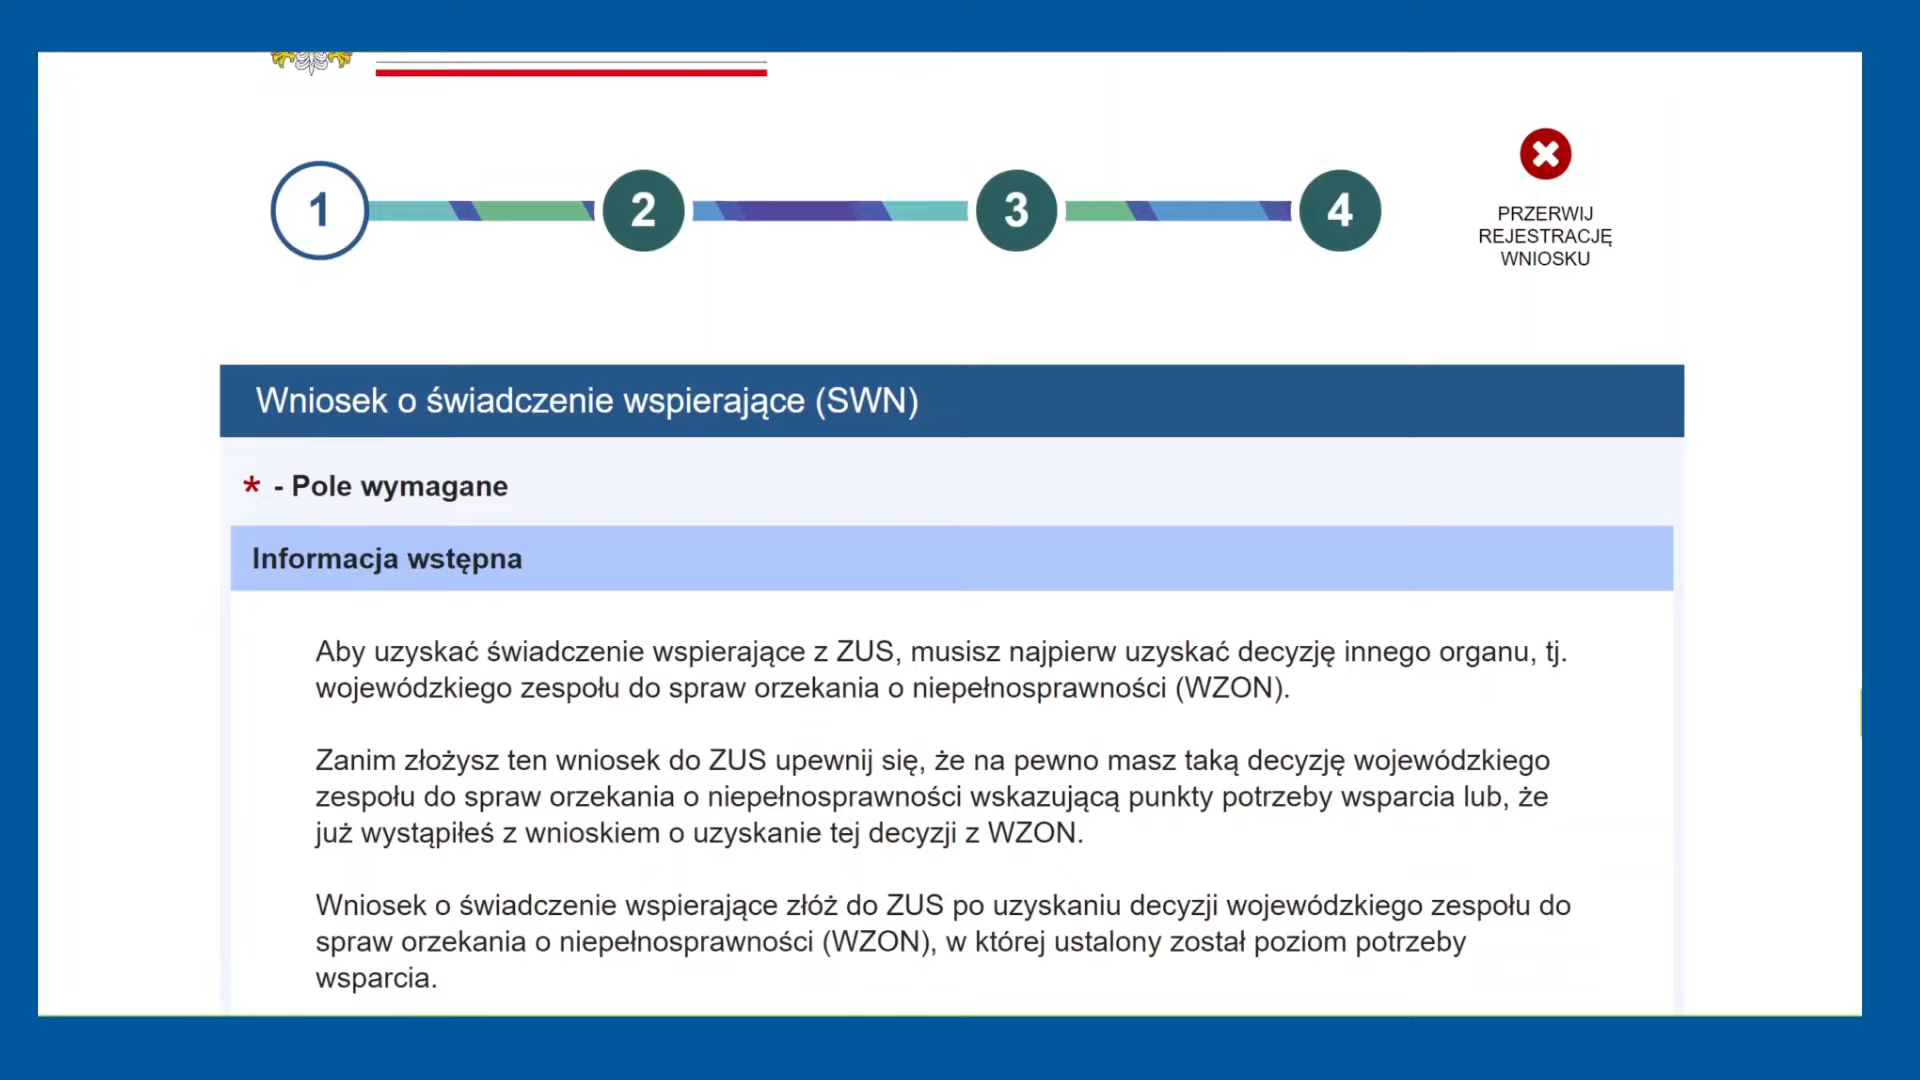 1
2
3
4
PRZERWIJ
REJESTRACJĘ
WNIOSKU
Wniosek o świadczenie wspierające (SWN)
* - Pole wymagane
Informacja wstępna
Aby uzyskać świadczenie wspierające z ZUS, musisz najpierw uzyskać decyzję innego organu, tj.
wojewódzkiego zespołu do spraw orzekania o niepełnosprawności (WZON).
Zanim złożysz ten wniosek do ZUS upewnij się, że na pewno masz taką decyzję wojewódzkiego
zespołu do spraw orzekania o niepełnosprawności wskazującą punkty potrzeby wsparcia lub, że
już wystąpiłeś z wnioskiem o uzyskanie tej decyzji z WZON.
Wniosek o świadczenie wspierające złóż do ZUS po uzyskaniu decyzji wojewódzkiego zespołu do
spraw orzekania o niepełnosprawności (WZON), w której ustalony został poziom potrzeby
wsparcia.